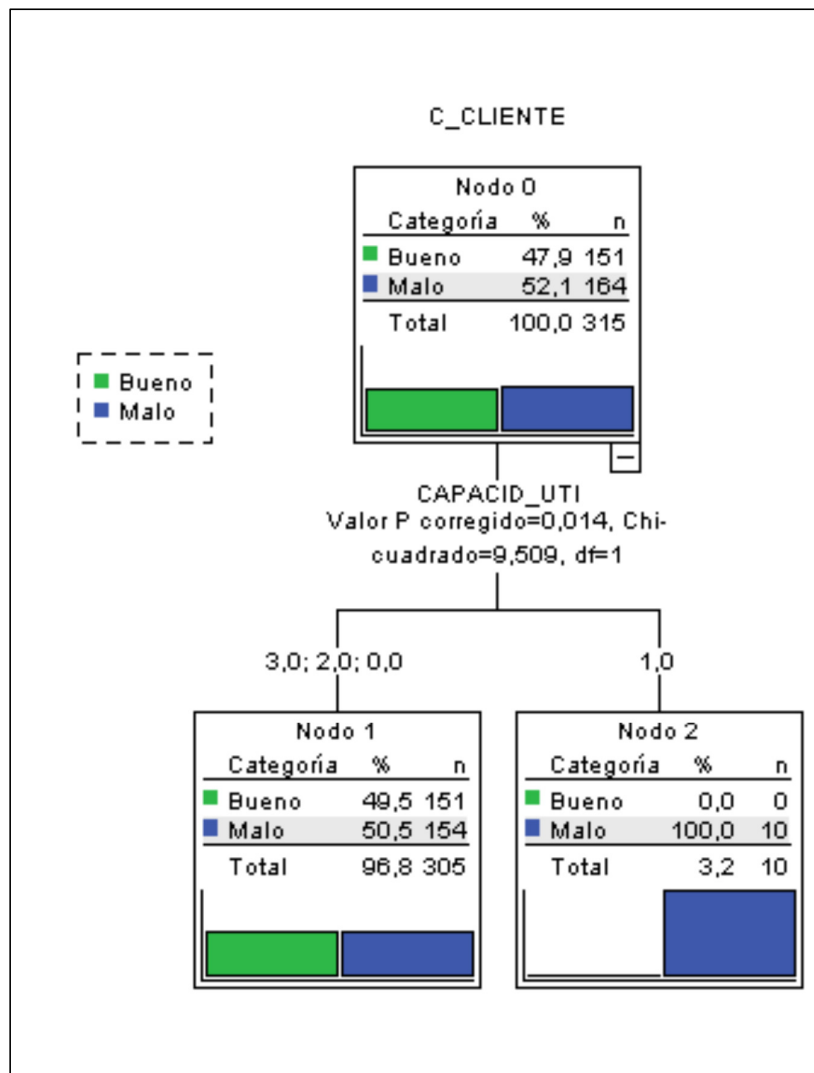 C_CLIENTE
Nodo 0
Categoría % n
Bueno 47,9 151
Malo 52,1 164
Total 100,0 315
Bueno
Malo
CAPACID_UTI
Valor P corregido=0,014, Chi-
cuadrado=9,509, df=1
3,0; 2,0; 0,0
1,0
Nodo 1
Categoría % n
Bueno 49,5 151
Malo 50,5 154
Total 96,8 305
Nodo 2
Categoría % n
Bueno 0,0 0
Malo 100,0 10
Total 3,2 10